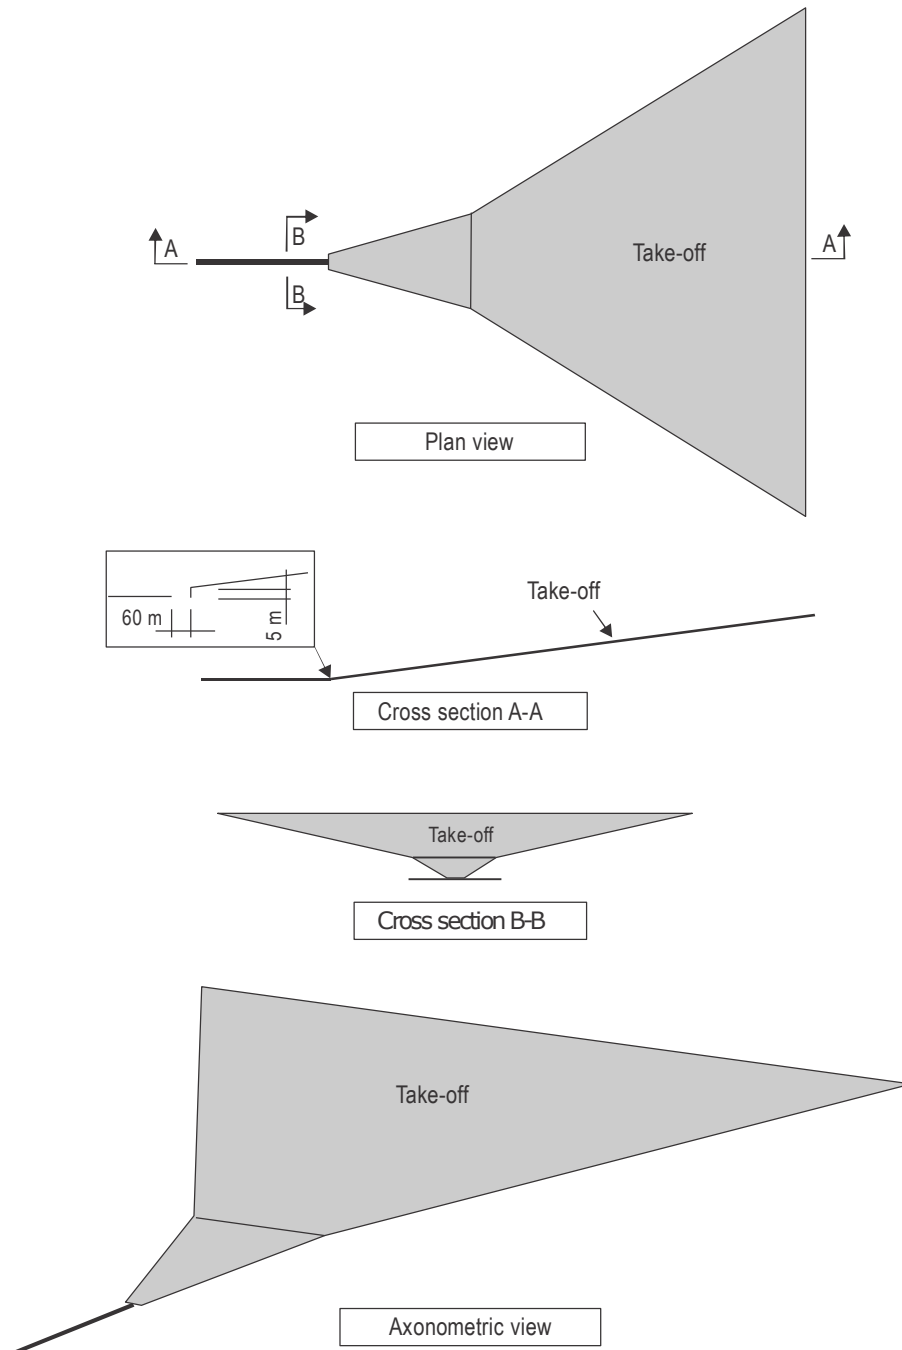 B
A
Take-off
A
B
Plan view
60 m
5 m
Take-off
Cross section A-A
Take-off
Cross section B-B
Take-off
Axonometric view